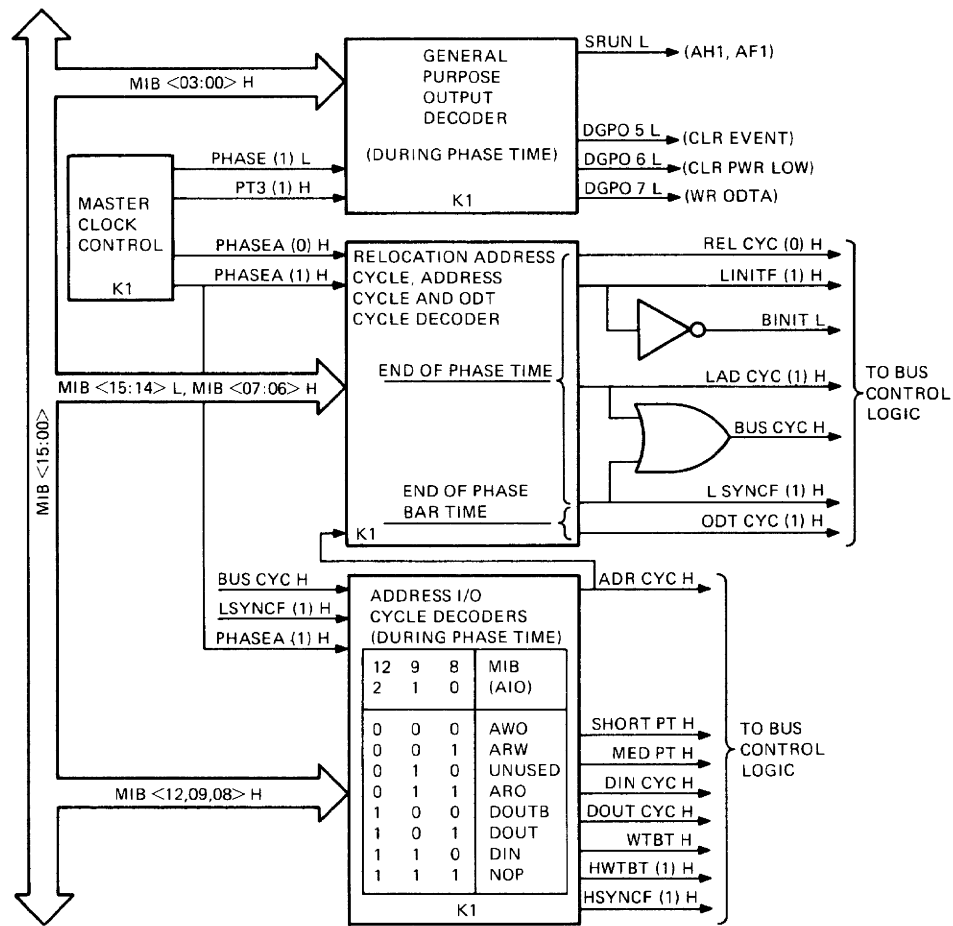 MIB <15:00>
MIB <03:00> H
MASTER
CLOCK
CONTROL
K1
PHASE (1) L
PT3 (1) H
PHASEA (0) H
PHASEA (1) H
GENERAL
PURPOSE
OUTPUT
DECODER
(DURING PHASE TIME)
K1
SRUN L
(AH1, AF1)
DGPO 5 L
(CLR EVENT)
DGPO 6 L
(CLR PWR LOW)
DGPO 7 L
(WR ODTA)
MIB <15:14> L, MIB <07:06> H
RELOCATION ADDRESS
CYCLE, ADDRESS
CYCLE AND ODT
CYCLE DECODER
END OF PHASE TIME
END OF PHASE
BAR TIME
K1
REL CYC (0) H
LINITF (1) H
BINIT L
LAD CYC (1) H
BUS CYC H
L SYNCF (1) H
ODT CYC (1) H
TO BUS
CONTROL
LOGIC
BUS CYC H
LSYNCF (1) H
PHASEA (1) H
MIB <12,09,08> H
ADDRESS I/O
CYCLE DECODERS
(DURING PHASE TIME)
12 9 8 MIB
2 1 0 (AIO)
0 0 0 AWO
0 0 1 ARW
0 1 0 UNUSED
0 1 1 ARO
1 0 0 DOUTB
1 0 1 DOUT
1 1 0 DIN
1 1 1 NOP
K1
ADR CYC H
SHORT PT H
MED PT H
DIN CYC H
DOUT CYC H
WTBT H
HWTBT (1) H
HSYNCF (1) H
TO BUS
CONTROL
LOGIC